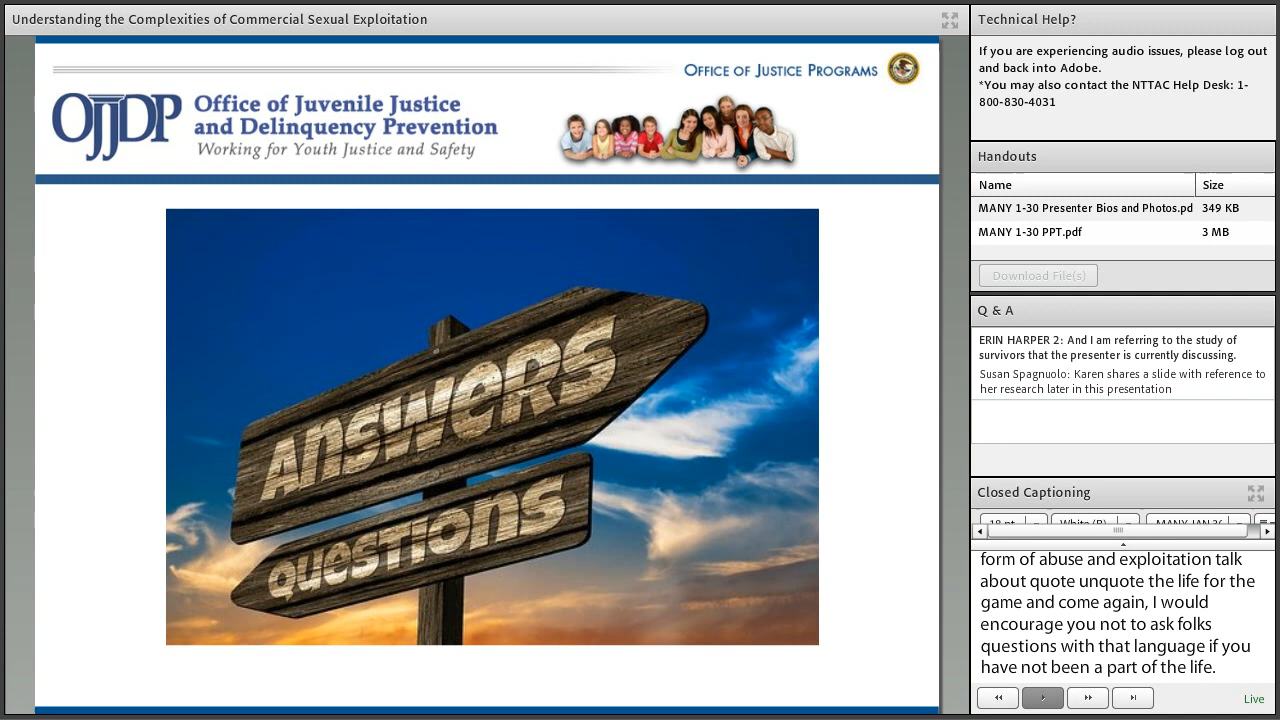 Understanding the Complexities of Commercial Sexual Exploitation
OFFICE OF JUSTICE PROGRAMS
OJJDP
Office of Juvenile Justice
and Delinquency Prevention
Working for Youth Justice and Safety
ANSWERS
QUESTIONS
Technical Help?
If you are experiencing audio issues, please log out
and back into Adobe.
*You may also contact the NTTAC Help Desk: 1-
800-830-4031
Handouts
Name Size
MANY 1-30 Presenter Bios and Photos.pd 349 KB
MANY 1-30 PPT.pdf 3 MB
Download File(s)
Q & A
ERIN HARPER 2: And I am referring to the study of
survivors that the presenter is currently discussing.
Susan Spagnuolo: Karen shares a slide with reference to
her research later in this presentation
Closed Captioning
form of abuse and exploitation talk
about quote unquote the life for the
game and come again, I would
encourage you not to ask folks
questions with that language if you
have not been a part of the life.
Live